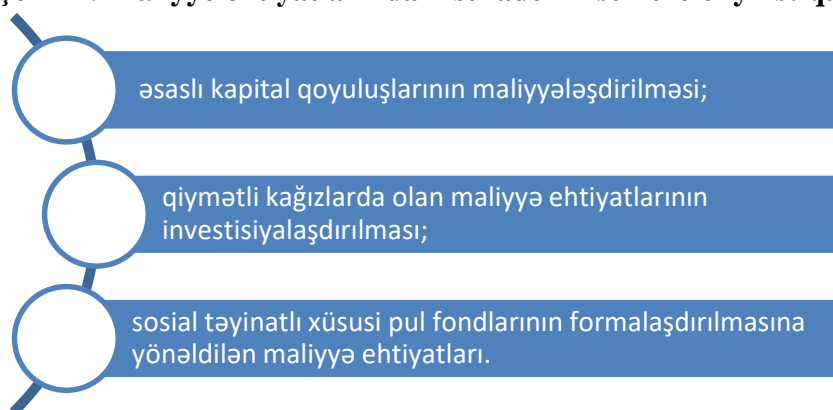 əsaslı kapital qoyuluşlarının maliyyələşdirilməsi;
qiymətli kağızlarda olan maliyyə ehtiyatlarının
investisiyalaşdırılması;
sosial təyinatlı xüsusi pul fondlarının formalaşdırılmasına
yönəldilən maliyyə ehtiyatları.